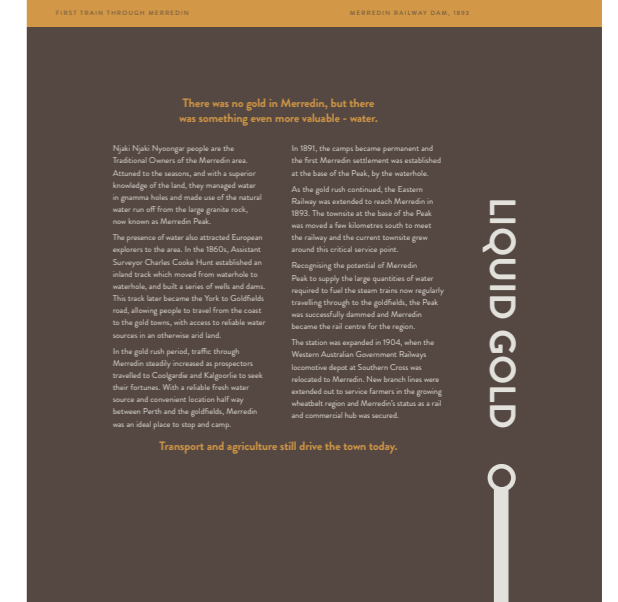 FIRST TRAIN THROUGH MERREDIN
MERREDIN RAILWAY DAM, 1893
There was no gold in Merredin, but there
was something even more valuable - water.
Njaki Njaki Nyoongar people are the
Traditional Owners of the Merredin area.
Attuned to the seasons, and with a superior
knowledge of the land, they managed water
in gnamma holes and made use of the natural
water run off from the large granite rock,
now known as Merredin Peak.
The presence of water also attracted European
explorers to the area. In the 1860s, Assistant
Surveyor Charles Cooke Hunt established an
inland track which moved from waterhole to
waterhole, and built a series of wells and dams.
This track later became the York to Goldfields
road, allowing people to travel from the coast
to the gold towns, with access to reliable water
sources in an otherwise arid land.
In the gold rush period, traffic through
Merredin steadily increased as prospectors
travelled to Coolgardie and Kalgoorlie to seek
their fortunes. With a reliable fresh water
source and convenient location half way
between Perth and the goldfields, Merredin
was an ideal place to stop and camp.
In 1891, the camps became permanent and
the first Merredin settlement was established
at the base of the Peak, by the waterhole.
As the gold rush continued, the Eastern
Railway was extended to reach Merredin in
1893. The townsite at the base of the Peak
was moved a few kilometres south to meet
the railway and the current townsite grew
around this critical service point.
Recognising the potential of Merredin
Peak to supply the large quantities of water
required to fuel the steam trains now regularly
travelling through to the goldfields, the Peak
was successfully dammed and Merredin
became the rail centre for the region.
The station was expanded in 1904, when the
Western Australian Government Railways
locomotive depot at Southern Cross was
relocated to Merredin. New branch lines were
extended out to service farmers in the growing
wheatbelt region and Merredin's status as a rail
and commercial hub was secured.
Transport and agriculture still drive the town today.
LIQUID GOLD